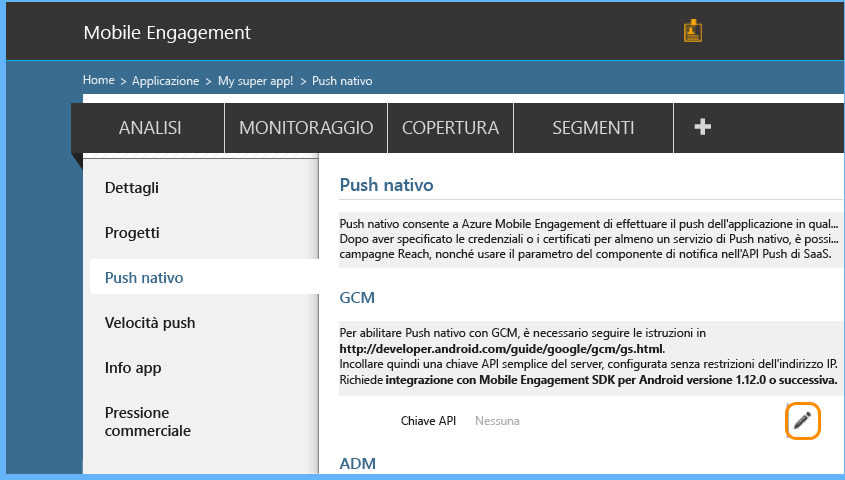 Mobile Engagement
Home > Applicazione > My super app! > Push nativo
ANALISI MONITORAGGIO COPERTURA SEGMENTI
Dettagli
Progetti
Push nativo
Velocità push
Info app
Pressione
commerciale
Push nativo
Push nativo consente a Azure Mobile Engagement di effettuare il push dell'applicazione in qual...
Dopo aver specificato le credenziali o i certificati per almeno un servizio di Push nativo, è possi...
campagne Reach, nonché usare il parametro del componente di notifica nell'API Push di SaaS.
GCM
Per abilitare Push nativo con GCM, è necessario seguire le istruzioni in
http://developer.android.com/guide/google/gcm/gs.html.
Incollare quindi una chiave API semplice del server, configurata senza restrizioni dell'indirizzo IP.
Richiede integrazione con Mobile Engagement SDK per Android versione 1.12.0 o successiva.
Chiave API Nessuna
ADM